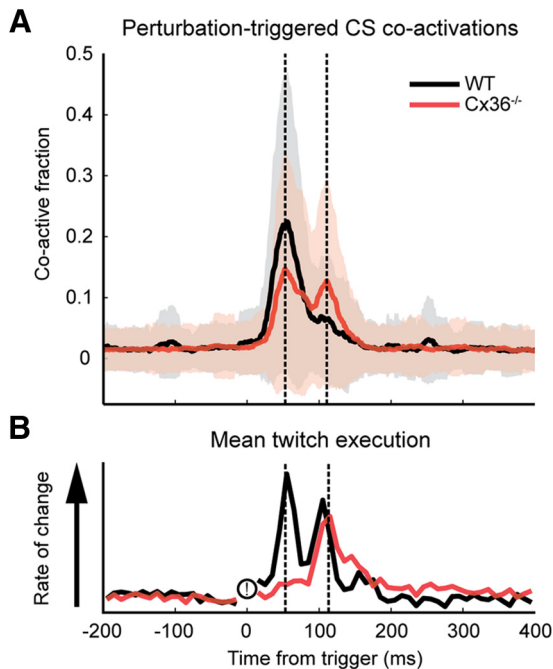 A
Perturbation-triggered CS co-activations
0.5
0.4
0.3
0.2
0.1
0
Co-active fraction
WT
Cx36-/-
B
Mean twitch execution
Rate of change
!
-200 -100 0 100 200 300 400
Time from trigger (ms)